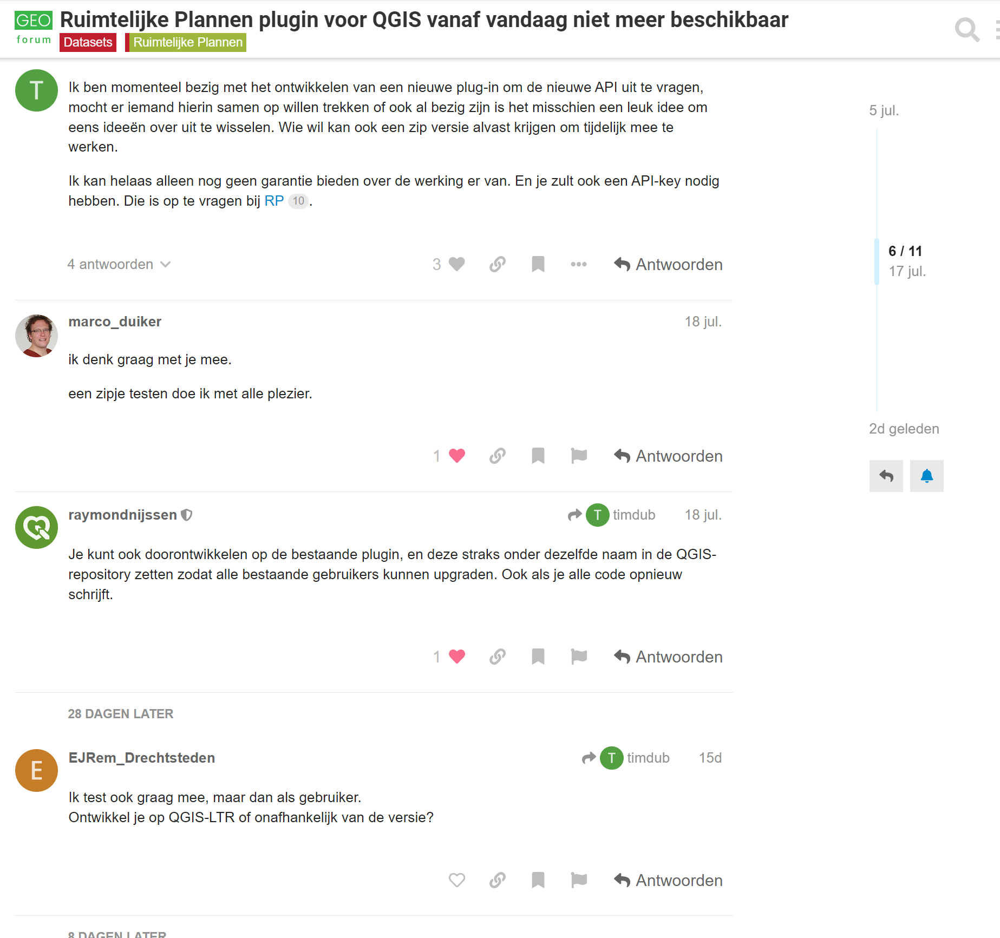 GEO
forum
Ruimtelijke Plannen plugin voor QGIS vanaf vandaag niet meer beschikbaar
Datasets
Ruimtelijke Plannen
T
Ik ben momenteel bezig met het ontwikkelen van een nieuwe plug-in om de nieuwe API uit te vragen,
mocht er iemand hierin samen op willen trekken of ook al bezig zijn is het misschien een leuk idee om
eens ideeën over uit te wisselen. Wie wil kan ook een zip versie alvast krijgen om tijdelijk mee te
werken.
Ik kan helaas alleen nog geen garantie bieden over de werking er van. En je zult ook een API-key nodig
hebben. Die is op te vragen bij RP 10 .
4 antwoorden
3
Antwoorden
marco_duiker
18 jul.
ik denk graag met je mee.
een zipje testen doe ik met alle plezier.
1
Antwoorden
raymondnijssen
T timdub
18 jul.
Je kunt ook doorontwikkelen op de bestaande plugin, en deze straks onder dezelfde naam in de QGIS-
repository zetten zodat alle bestaande gebruikers kunnen upgraden. Ook als je alle code opnieuw
schrijft.
1
Antwoorden
28 DAGEN LATER
E
EJRem_Drechtsteden
T timdub
15d
Ik test ook graag mee, maar dan als gebruiker.
Ontwikkel je op QGIS-LTR of onafhankelijk van de versie?
Antwoorden
8 DAGEN LATER
5 jul.
6 / 11
17 jul.
2d geleden